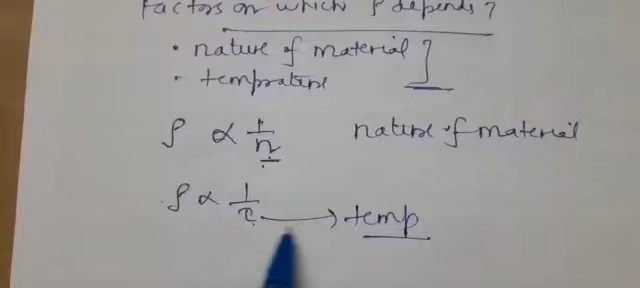 Factors on which ρ depends?
• nature of material
• temprature
ρ ∝ 1/n nature of material
ρ ∝ 1/τ → temp